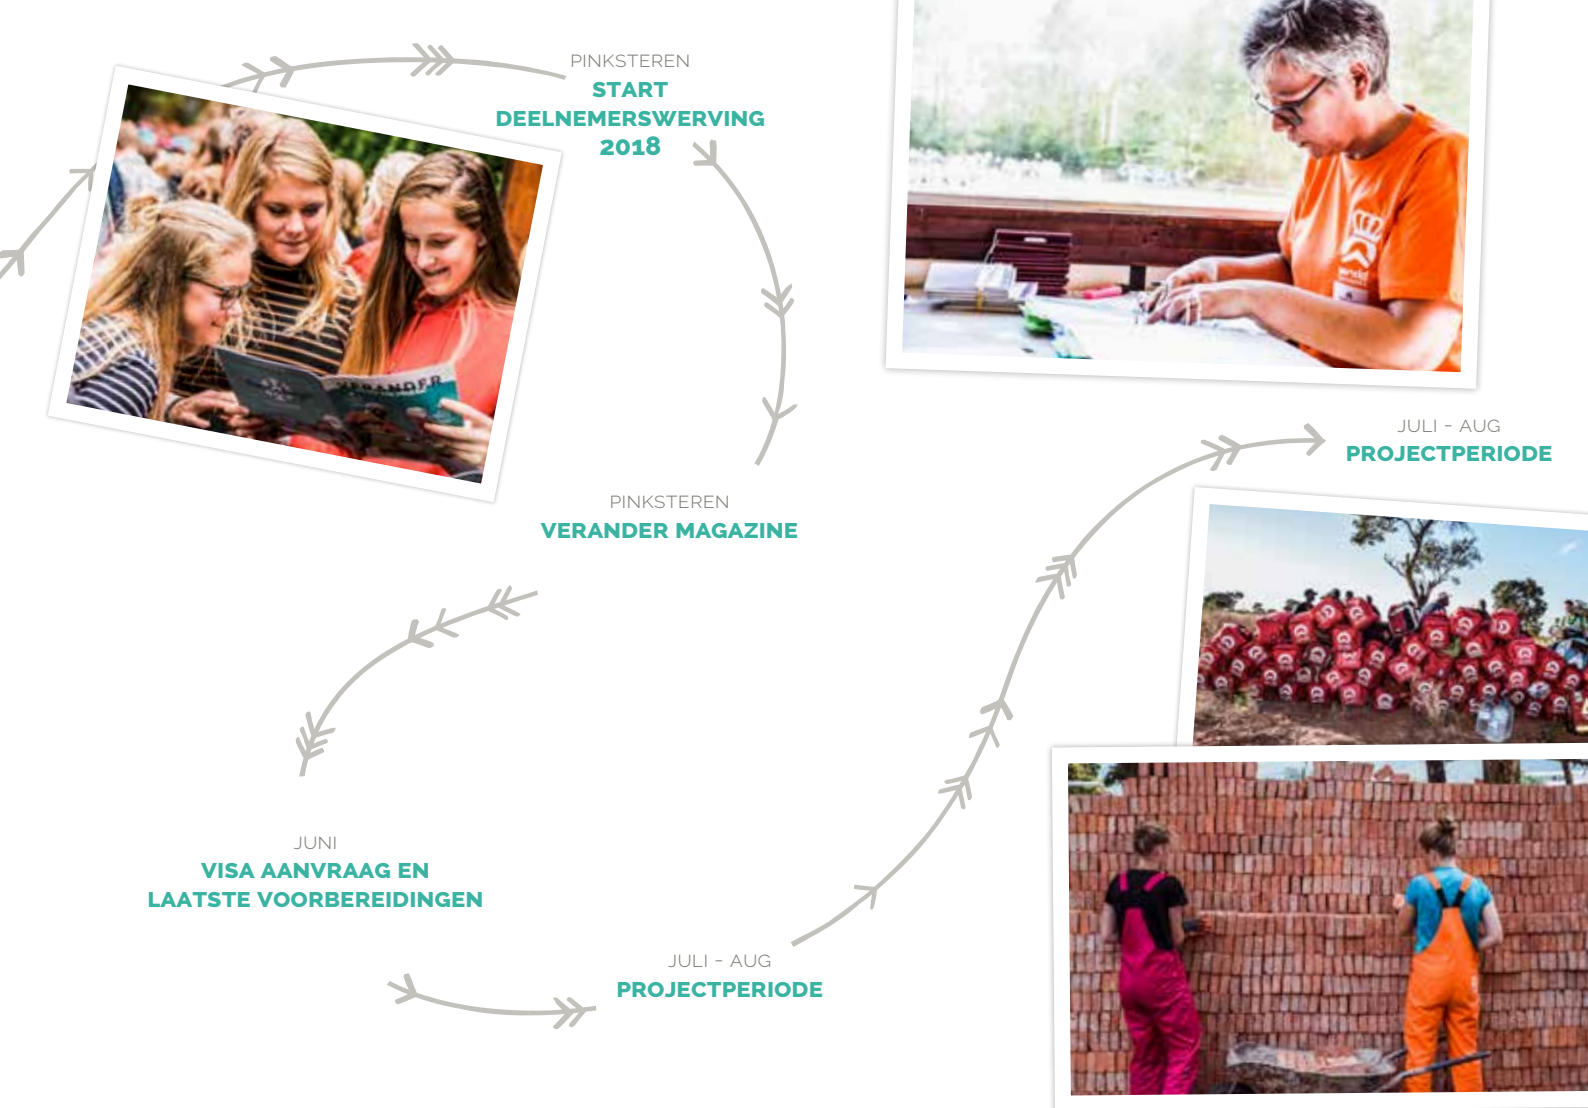 PINKSTEREN
START
DEELNEMERSWERVING
2018
VERANDER
PINKSTEREN
VERANDER MAGAZINE
JUNI
VISA AANVRAAG EN
LAATSTE VOORBEREIDINGEN
JULI - AUG
PROJECTPERIODE
JULI - AUG
PROJECTPERIODE